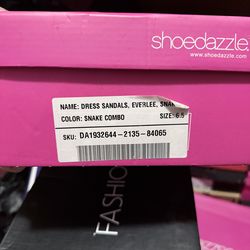 shoedazzle.
www.shoedazzle.com
NAME: DRESS SANDALS, EVERLEE, SNAK
COLOR: SNAKE COMBO SIZE: 6.5
SKU: DA1932644-2135-84065
FASHIO